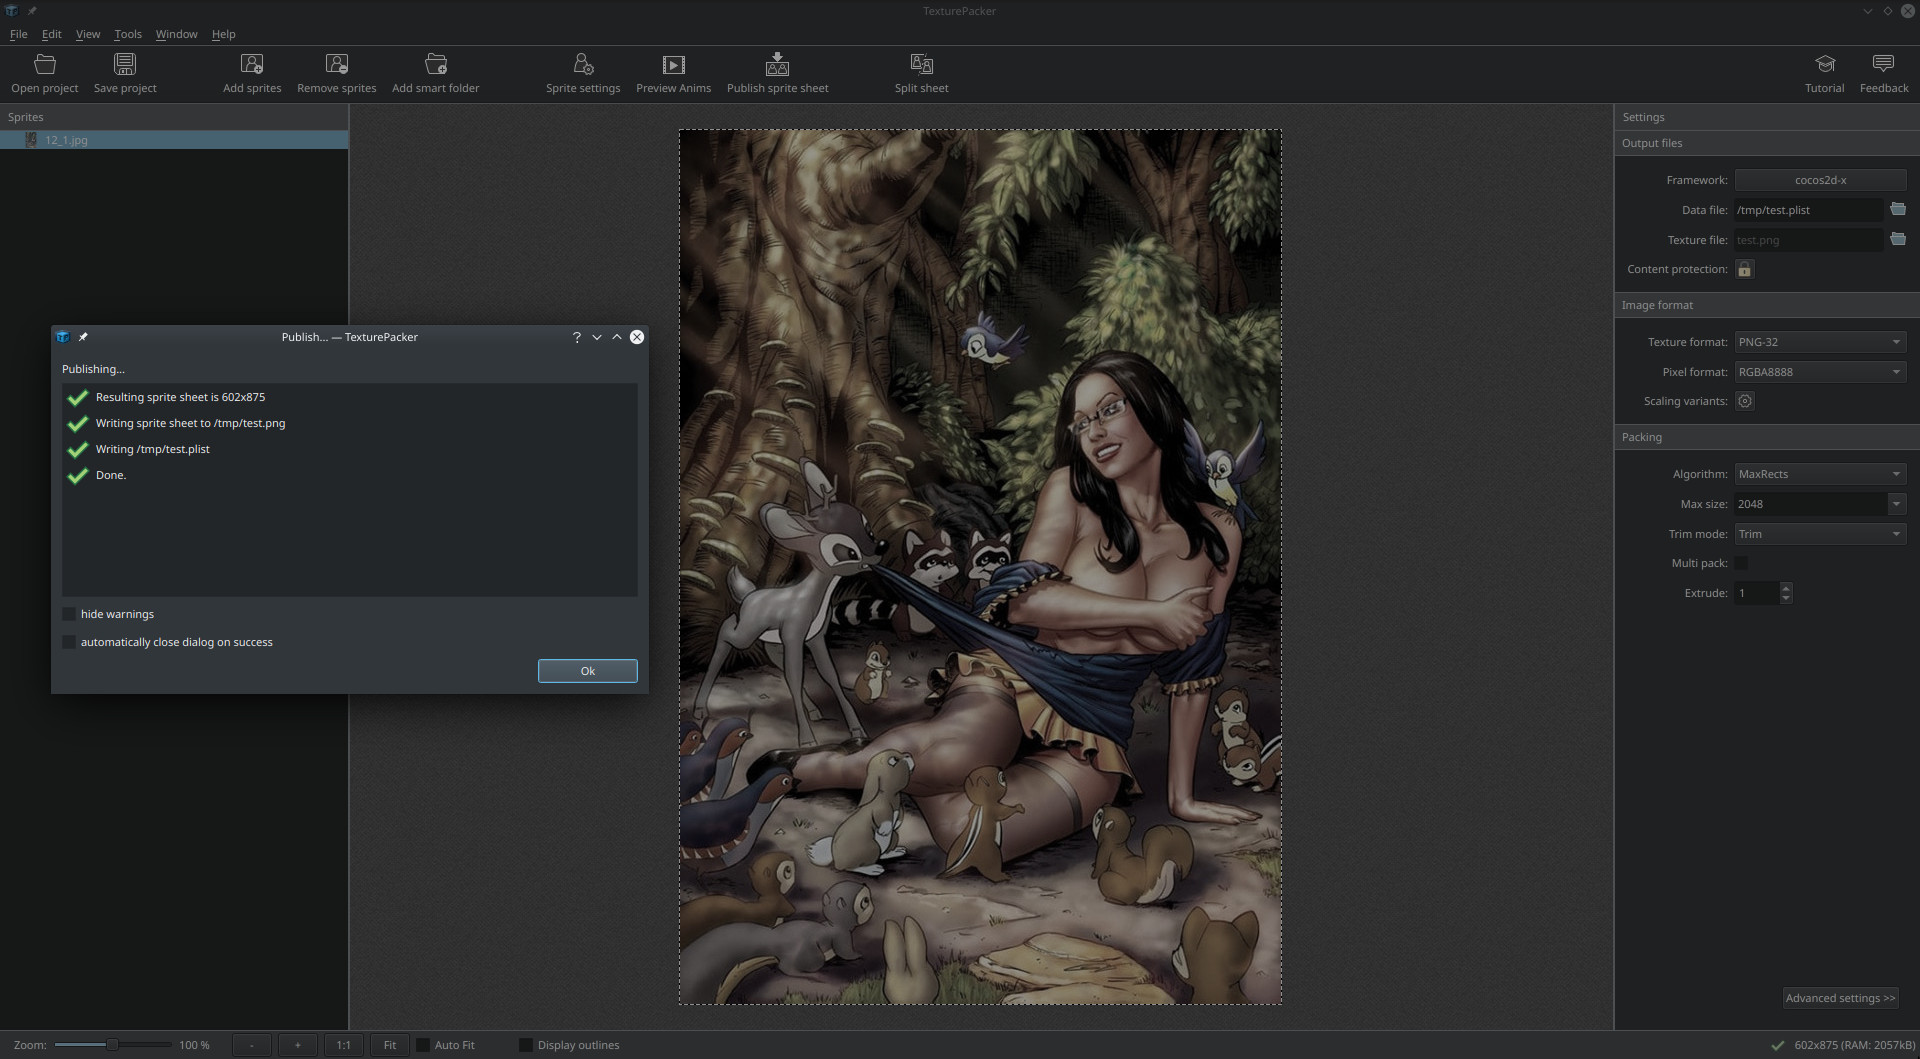 TexturePacker
File Edit View Tools Window Help
Open project Save project Add sprites Remove sprites Add smart folder Sprite settings Preview Anims Publish sprite sheet Split sheet Tutorial Feedback
Sprites
12_1.jpg
Publish... — TexturePacker
Publishing...
Resulting sprite sheet is 602x875
Writing sprite sheet to /tmp/test.png
Writing /tmp/test.plist
Done.
hide warnings
automatically close dialog on success
Ok
Settings
Output files
Framework: cocos2d-x
Data file: /tmp/test.plist
Texture file: test.png
Content protection:
Image format
Texture format: PNG-32
Pixel format: RGBA8888
Scaling variants:
Packing
Algorithm: MaxRects
Max size: 2048
Trim mode: Trim
Multi pack:
Extrude: 1
Advanced settings >>
Zoom: 100 % - + 1:1 Fit Auto Fit Display outlines 602x875 (RAM: 2057kB)